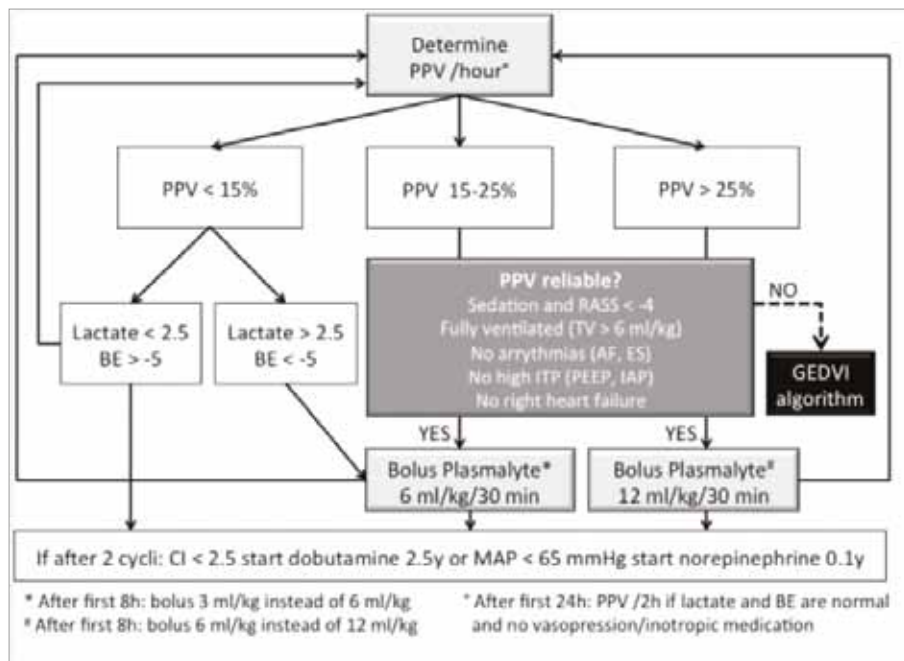 Determine
PPV /hour°
PPV < 15%
PPV 15-25%
PPV > 25%
PPV reliable?
Sedation and RASS < -4
Fully ventilated (TV > 6 ml/kg)
No arrythmias (AF, ES)
No high ITP (PEEP, IAP)
No right heart failure
NO
GEDVI
algorithm
Lactate < 2.5
BE > -5
Lactate > 2.5
BE < -5
YES
YES
Bolus Plasmalyte*
6 ml/kg/30 min
Bolus Plasmalyte#
12 ml/kg/30 min
If after 2 cycli: CI < 2.5 start dobutamine 2.5γ or MAP < 65 mmHg start norepinephrine 0.1γ
* After first 8h: bolus 3 ml/kg instead of 6 ml/kg
# After first 8h: bolus 6 ml/kg instead of 12 ml/kg
° After first 24h: PPV /2h if lactate and BE are normal
and no vasopression/inotropic medication